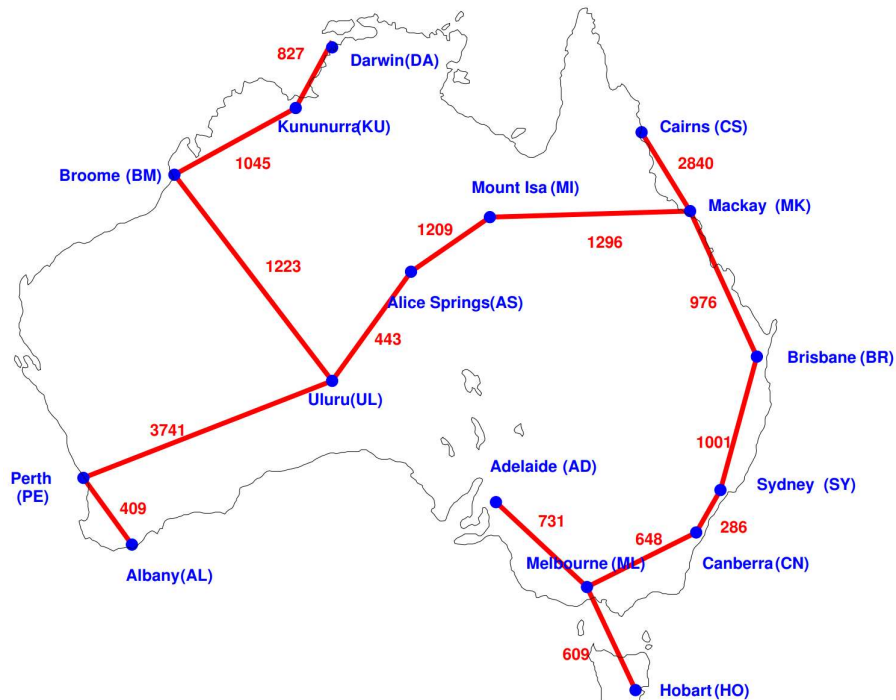 827
Darwin(DA)
Kununurra(KU)
Cairns (CS)
1045
2840
Broome (BM)
Mount Isa (MI)
Mackay (MK)
1209
1296
1223
Alice Springs(AS)
976
443
Brisbane (BR)
Uluru(UL)
3741
1001
Adelaide (AD)
Perth
(PE)
Sydney (SY)
409
731
286
648
Melbourne (ML)
Canberra(CN)
Albany(AL)
609
Hobart(HO)